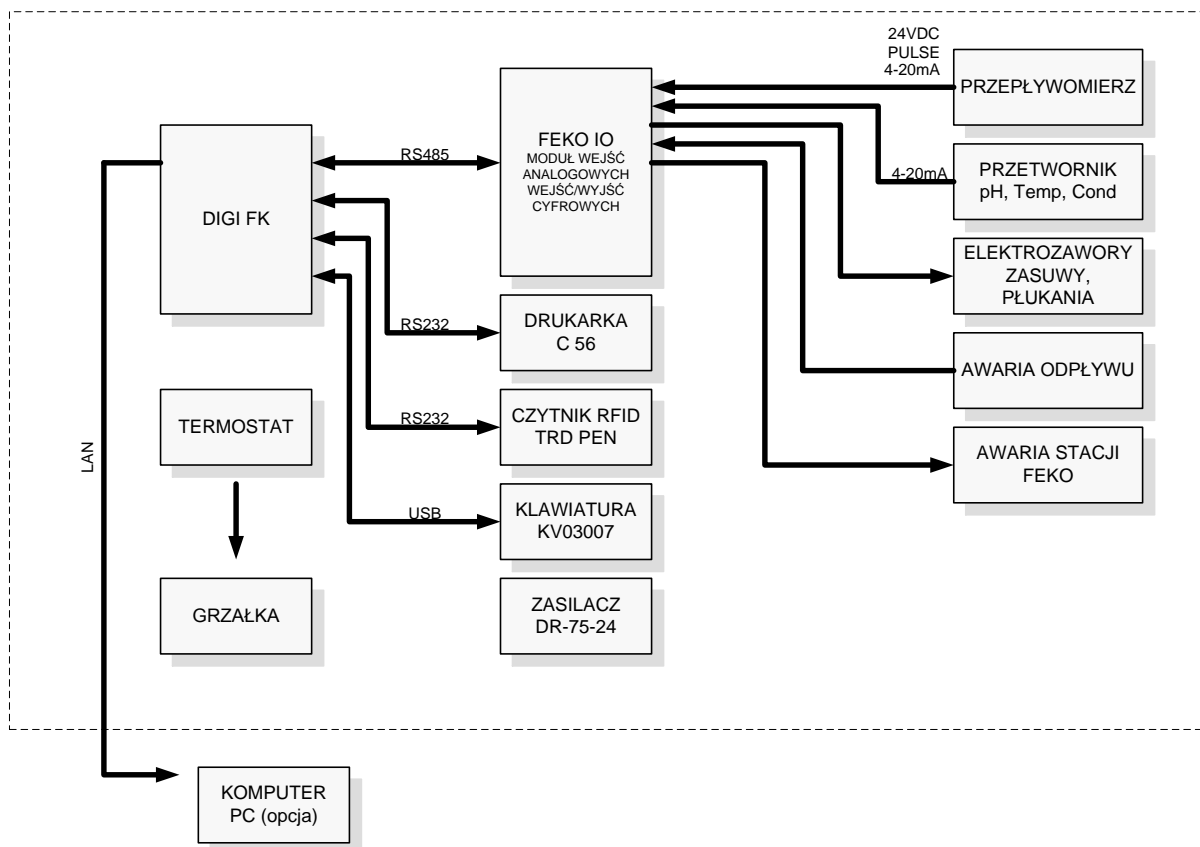 24VDC
PULSE
4-20mA
PRZEPŁYWOMIERZ
FEKO IO
MODUŁ WEJŚĆ
ANALOGOWYCH
WEJŚĆ/WYJŚĆ
CYFROWYCH
DIGI FK
RS485
4-20mA
PRZETWORNIK
pH, Temp, Cond
ELEKTROZAWORY
ZASUWY,
PŁUKANIA
RS232
DRUKARKA
C 56
AWARIA ODPŁYWU
TERMOSTAT
RS232
CZYTNIK RFID
TRD PEN
AWARIA STACJI
FEKO
LAN
USB
KLAWIATURA
KV03007
GRZAŁKA
ZASILACZ
DR-75-24
KOMPUTER
PC (opcja)